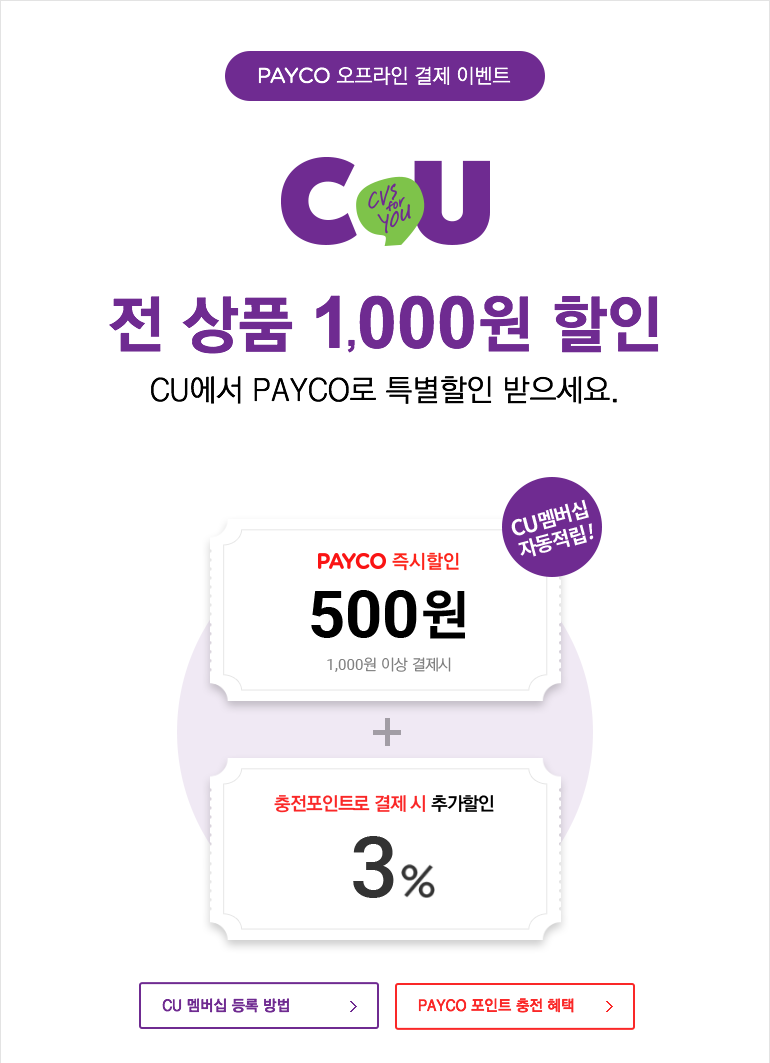 PAYCO 오프라인 결제 이벤트
CU
CVS
for
YOU
전 상품 1,000원 할인
CU에서 PAYCO로 특별할인 받으세요.
CU멤버십
자동적립!
PAYCO 즉시할인
500원
1,000원 이상 결제시
+
충전포인트로 결제 시 추가할인
3%
CU 멤버십 등록 방법 >
PAYCO 포인트 충전 혜택 >